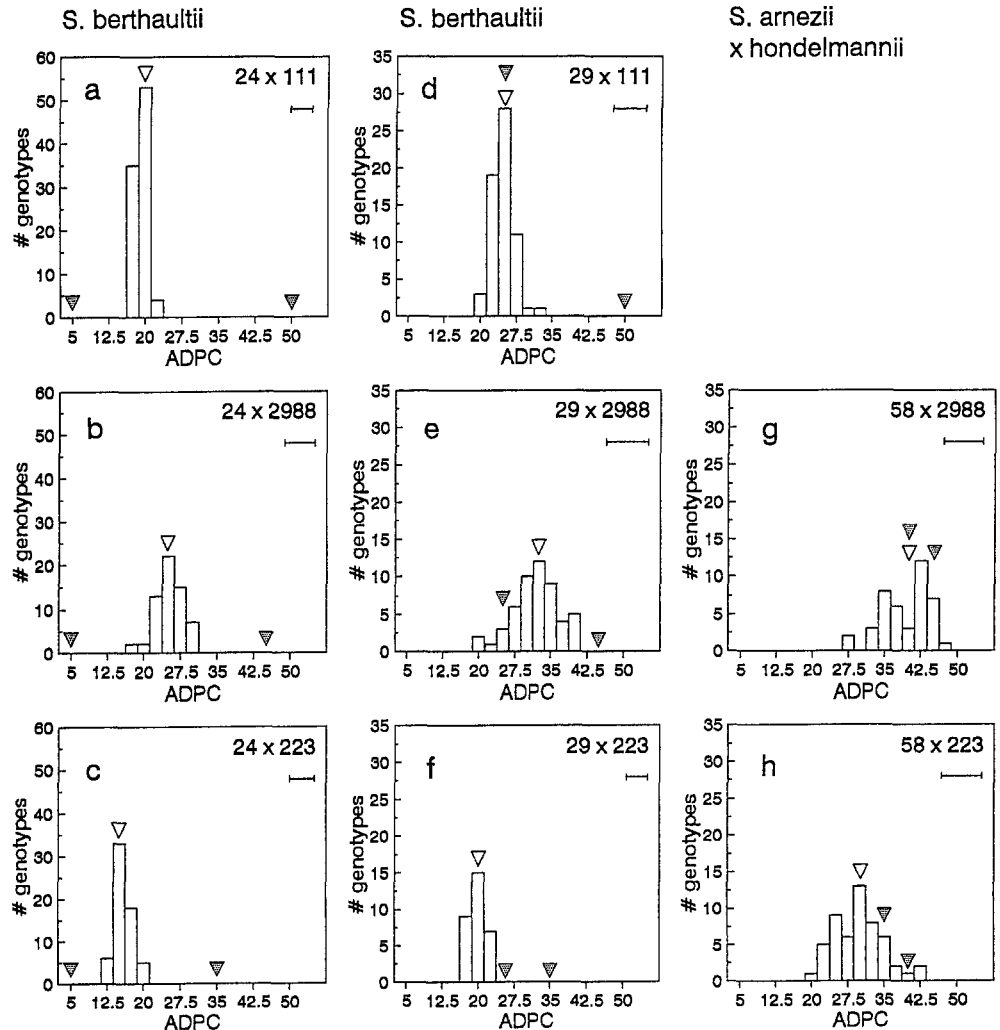 S. berthaultii
S. berthaultii
S. arnezii
x hondelmannii
a
24 x 111
# genotypes
60
50
40
30
20
10
0
5 12.5 20 27.5 35 42.5 50
ADPC
d
29 x 111
# genotypes
35
30
25
20
15
10
5
0
5 12.5 20 27.5 35 42.5 50
ADPC
b
24 x 2988
# genotypes
60
50
40
30
20
10
0
5 12.5 20 27.5 35 42.5 50
ADPC
e
29 x 2988
# genotypes
35
30
25
20
15
10
5
0
5 12.5 20 27.5 35 42.5 50
ADPC
g
58 x 2988
# genotypes
35
30
25
20
15
10
5
0
5 12.5 20 27.5 35 42.5 50
ADPC
c
24 x 223
# genotypes
60
50
40
30
20
10
0
5 12.5 20 27.5 35 42.5 50
ADPC
f
29 x 223
# genotypes
35
30
25
20
15
10
5
0
5 12.5 20 27.5 35 42.5 50
ADPC
h
58 x 223
# genotypes
35
30
25
20
15
10
5
0
5 12.5 20 27.5 35 42.5 50
ADPC